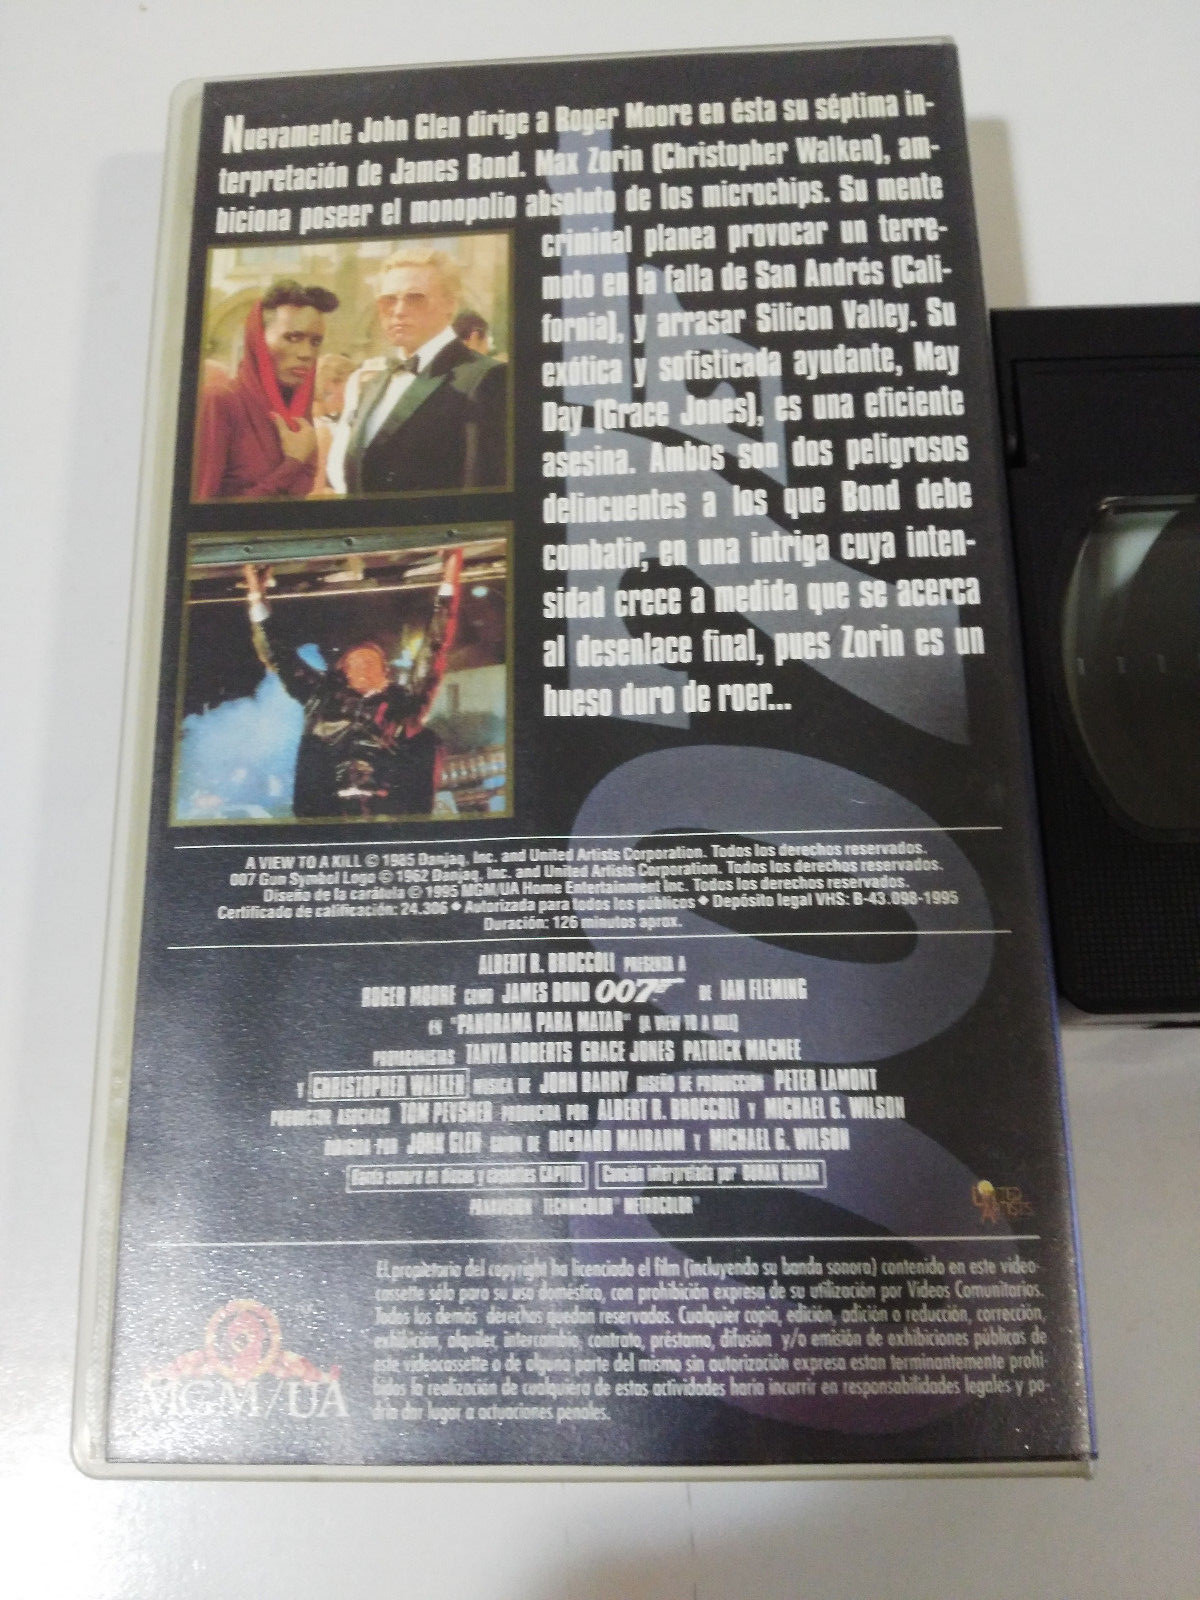 Nuevamente John Glen dirige a Roger Moore en ésta su séptima in-
terpretación de James Bond. Max Zorin (Christopher Walken), am-
biciona poseer el monopolio absoluto de los microchips. Su mente
criminal planea provocar un terre-
moto en la falla de San Andrés (Cali-
fornia), y arrasar Silicon Valley. Su
exótica y sofisticada ayudante, May
Day (Grace Jones), es una eficiente
asesina. Ambos son dos peligrosos
delincuentes a los que Bond debe
combatir, en una intriga cuya inten-
sidad crece a medida que se acerca
al desenlace final, pues Zorin es un
hueso duro de roer...
A VIEW TO A KILL © 1985 Danjaq, Inc. and United Artists Corporation. Todos los derechos reservados.
007 Gun Symbol Logo © 1962 Danjaq, Inc. and United Artists Corporation. Todos los derechos reservados.
Diseño de la carátula © 1995 MGM/UA Home Entertainment Inc. Todos los derechos reservados.
Certificado de calificación: 24.306 ◆ Autorizada para todos los públicos ◆ Depósito legal VHS: B-43.098-1995
Duración: 126 minutos aprox.
ALBERT R. BROCCOLI PRESENTA A
ROGER MOORE COMO JAMES BOND 007 DE IAN FLEMING
EN "PANORAMA PARA MATAR" (A VIEW TO A KILL)
PROTAGONISTAS TANYA ROBERTS GRACE JONES PATRICK MACNEE
Y CHRISTOPHER WALKEN MUSICA DE JOHN BARRY DISEÑO DE PRODUCCION PETER LAMONT
PRODUCTOR ASOCIADO TOM PEVSNER PRODUCIDA POR ALBERT R. BROCCOLI Y MICHAEL G. WILSON
DIRIGIDA POR JOHN GLEN GUION DE RICHARD MAIBAUM Y MICHAEL G. WILSON
Banda sonora en discos y cassettes CAPITOL Canción interpretada por DURAN DURAN
PANAVISION® TECHNICOLOR® METROCOLOR®
UNITED
ARTISTS
El propietario del copyright ha licenciado el film (incluyendo su banda sonora) contenido en este video-
cassette sólo para su uso doméstico, con prohibición expresa de su utilización por Vídeos Comunitarios.
Todos los demás derechos quedan reservados. Cualquier copia, edición, adición o reducción, corrección,
exhibición, alquiler, intercambio, contrato, préstamo, difusión y/o emisión de exhibiciones públicas de
este videocassette o de alguna parte del mismo sin autorización expresa estan terminantemente prohi-
bidas la realización de cualquiera de estas actividades haría incurrir en responsabilidades legales y po-
dría dar lugar a actuaciones penales.
MGM/UA